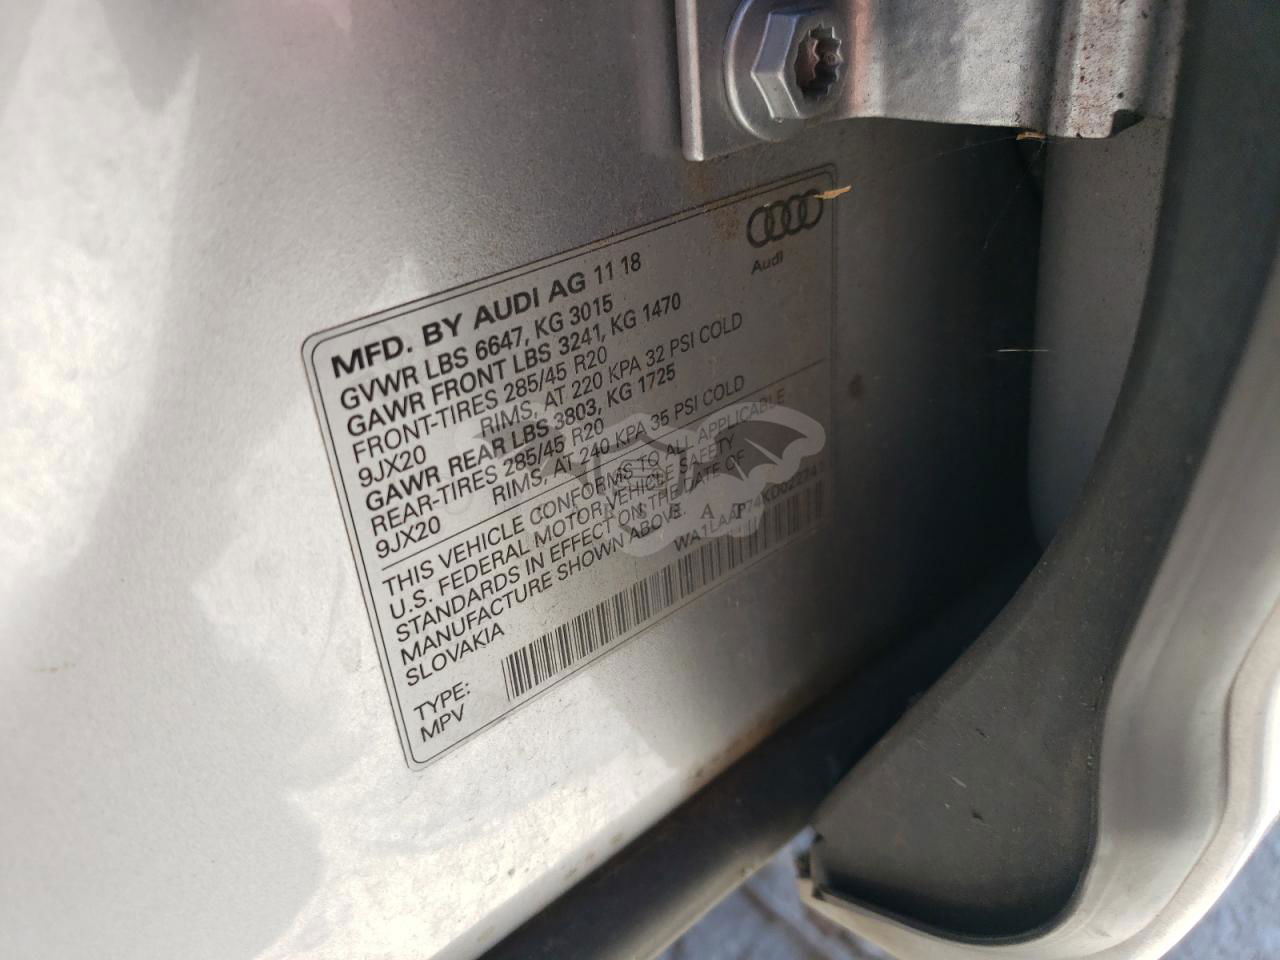 MFD. BY AUDI AG 11 18
Audi
GVWR LBS 6647, KG 3015
GAWR FRONT LBS 3241, KG 1470
FRONT-TIRES 285/45 R20
9JX20 RIMS, AT 220 KPA 32 PSI COLD
GAWR REAR LBS 3803, KG 1725
REAR-TIRES 285/45 R20
9JX20 RIMS, AT 240 KPA 35 PSI COLD
THIS VEHICLE CONFORMS TO ALL APPLICABLE
U.S. FEDERAL MOTOR VEHICLE SAFETY
STANDARDS IN EFFECT ON THE DATE OF
MANUFACTURE SHOWN ABOVE.
SLOVAKIA
TYPE:
MPV